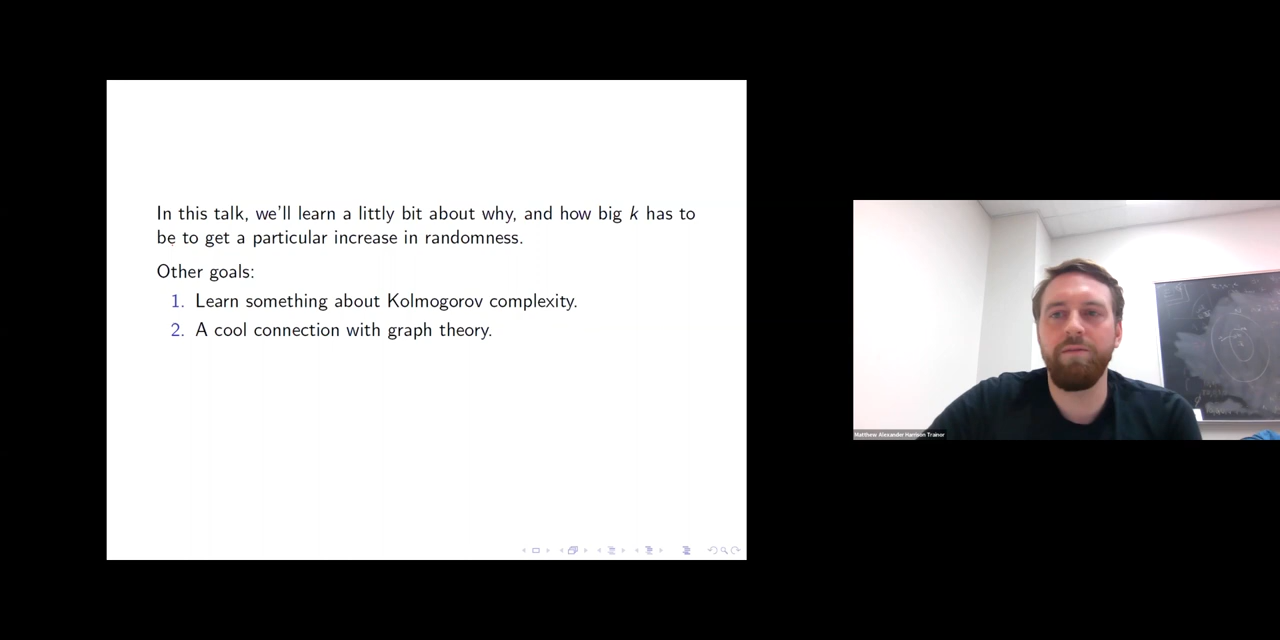 In this talk, we'll learn a littly bit about why, and how big k has to
be to get a particular increase in randomness.
Other goals:
1. Learn something about Kolmogorov complexity.
2. A cool connection with graph theory.
Matthew Alexander Harrison Trainor